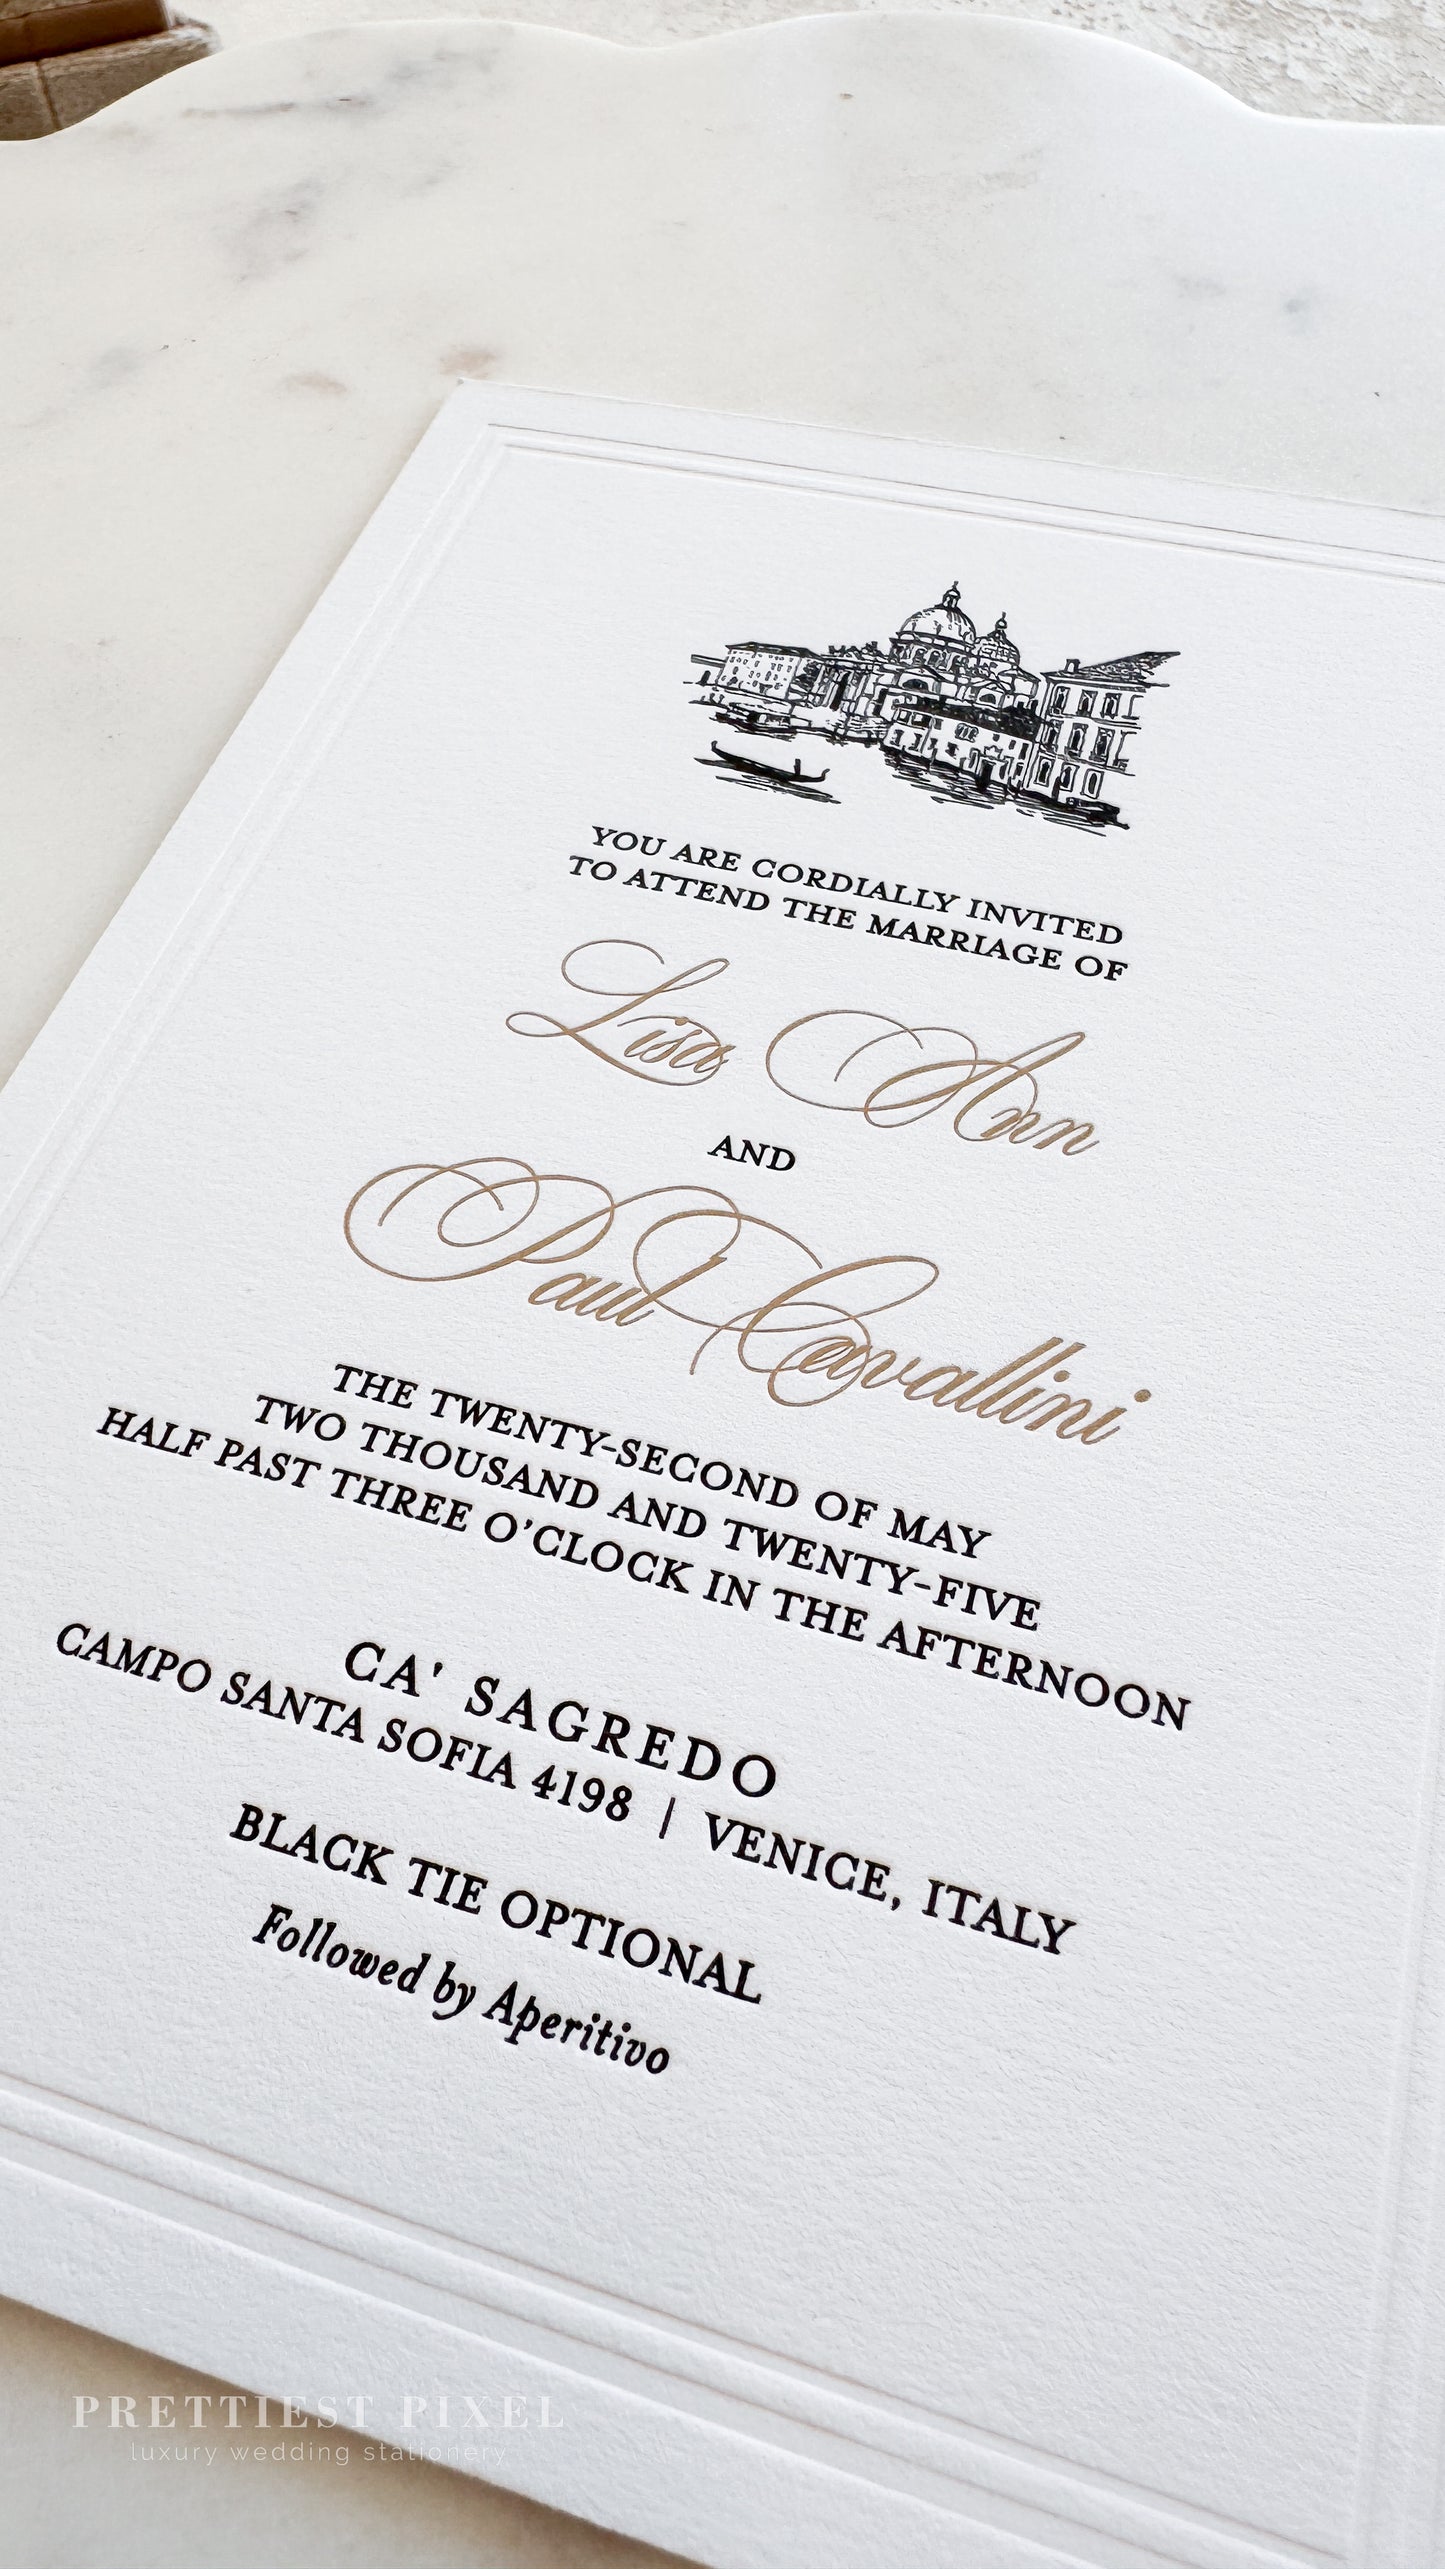 YOU ARE CORDIALLY INVITED
TO ATTEND THE MARRIAGE OF
Lisa Ann
AND
Paul Cavallini
THE TWENTY-SECOND OF MAY
TWO THOUSAND AND TWENTY-FIVE
HALF PAST THREE O'CLOCK IN THE AFTERNOON
CA' SAGREDO
CAMPO SANTA SOFIA 4198 | VENICE, ITALY
BLACK TIE OPTIONAL
Followed by Aperitivo
PRETTIEST PIXEL
luxury wedding stationery